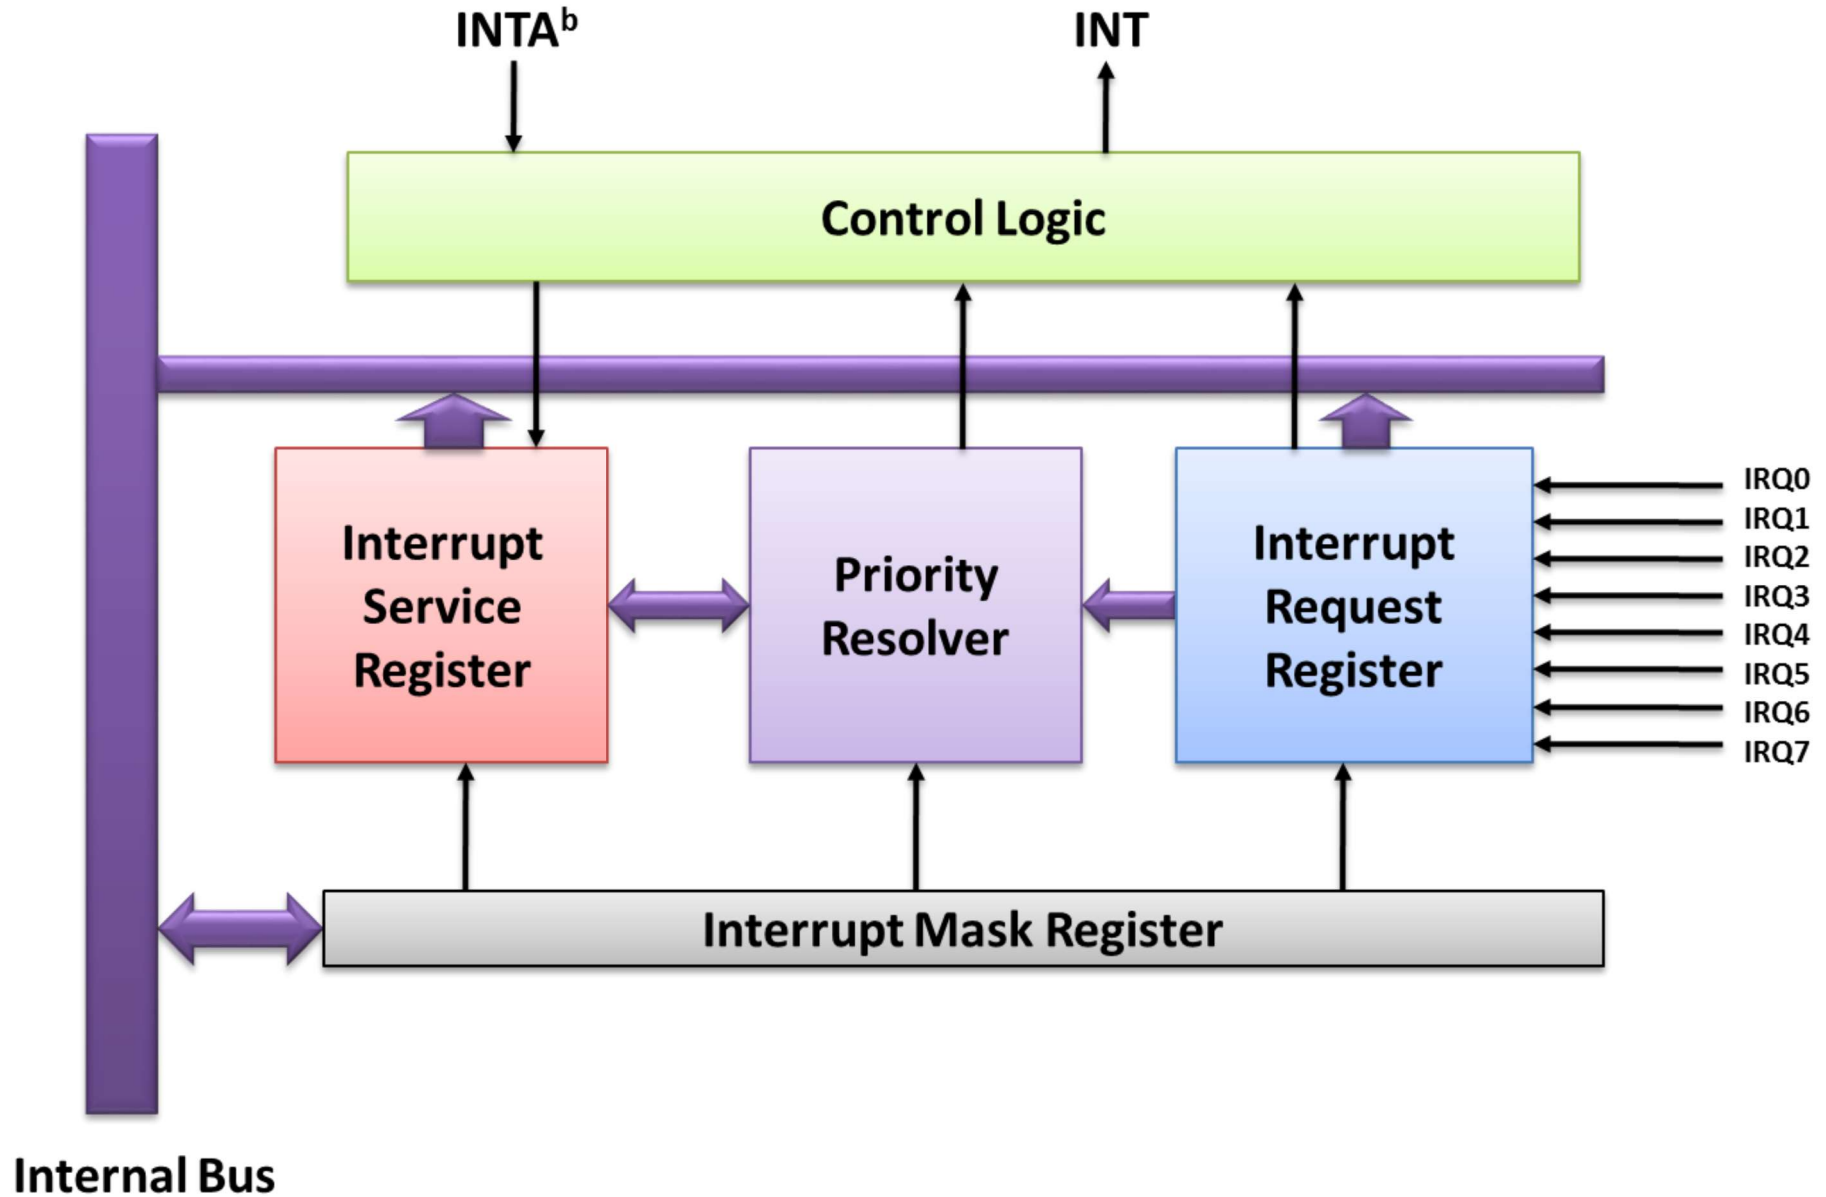 INTAᵇ
INT
Control Logic
Interrupt
Service
Register
Priority
Resolver
Interrupt
Request
Register
IRQ0
IRQ1
IRQ2
IRQ3
IRQ4
IRQ5
IRQ6
IRQ7
Interrupt Mask Register
Internal Bus